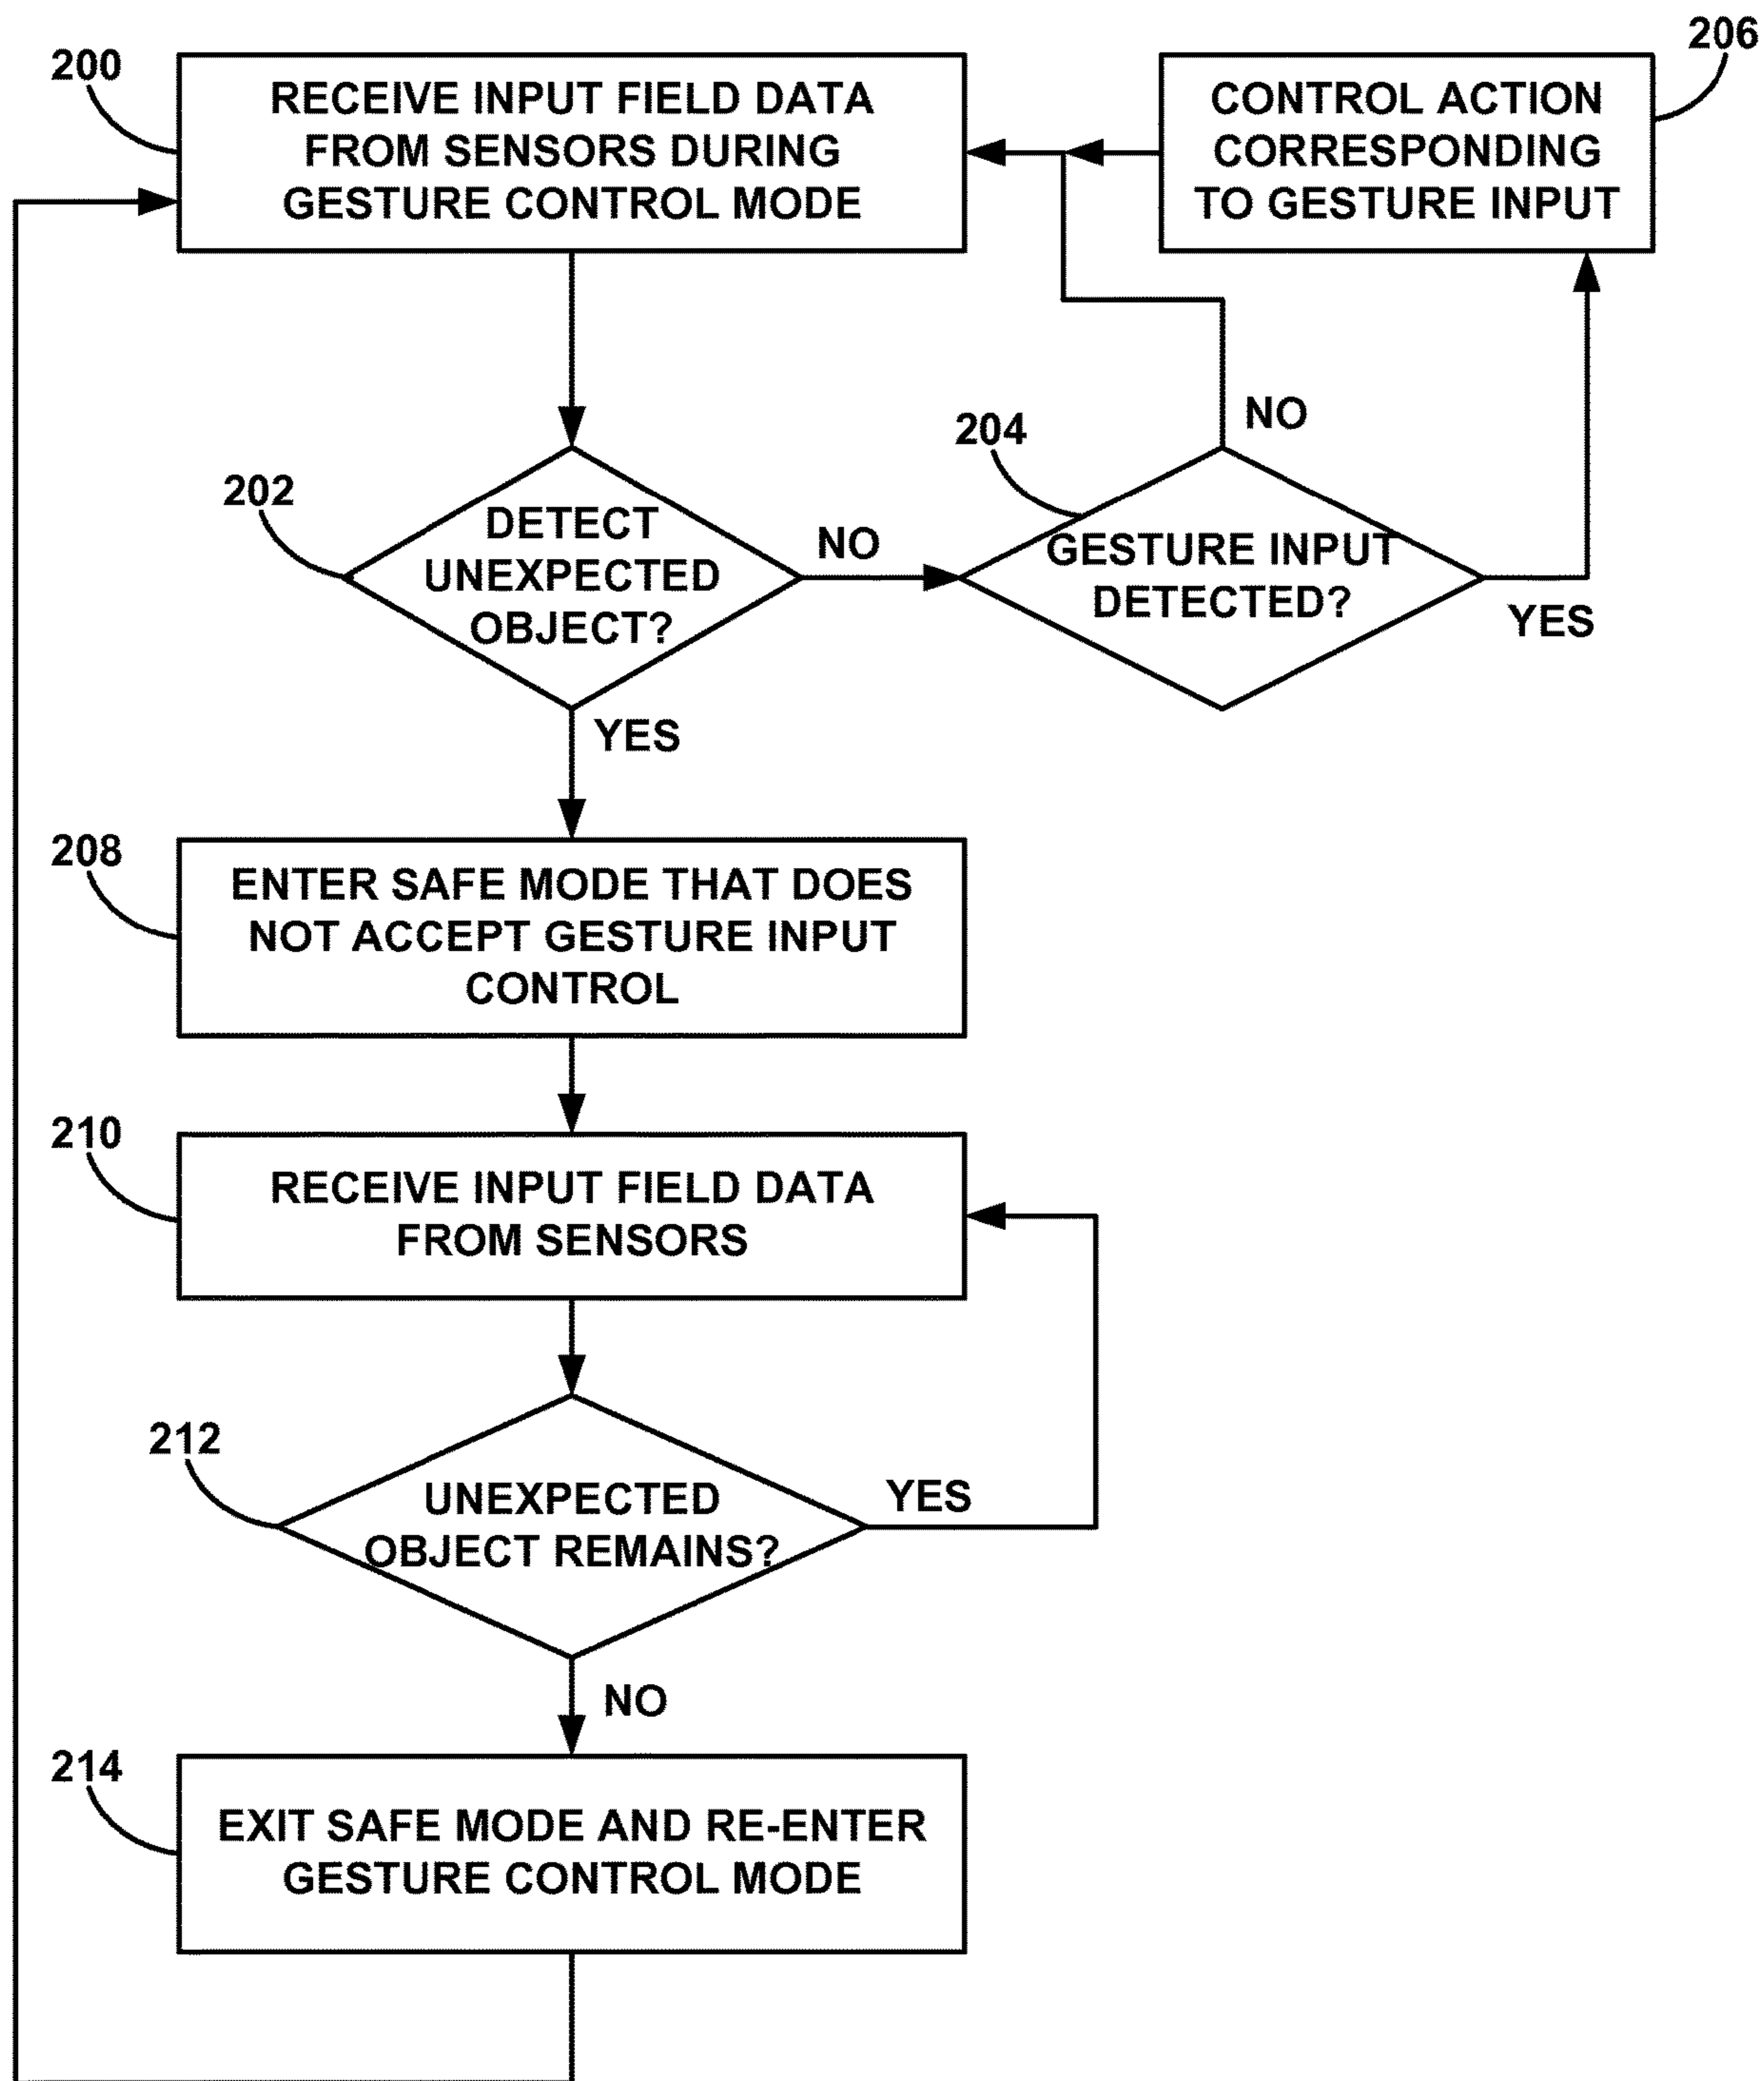 200
RECEIVE INPUT FIELD DATA
FROM SENSORS DURING
GESTURE CONTROL MODE
206
CONTROL ACTION
CORRESPONDING
TO GESTURE INPUT
202
DETECT
UNEXPECTED
OBJECT?
NO
204
GESTURE INPUT
DETECTED?
NO
YES
YES
208
ENTER SAFE MODE THAT DOES
NOT ACCEPT GESTURE INPUT
CONTROL
210
RECEIVE INPUT FIELD DATA
FROM SENSORS
212
UNEXPECTED
OBJECT REMAINS?
YES
NO
214
EXIT SAFE MODE AND RE-ENTER
GESTURE CONTROL MODE